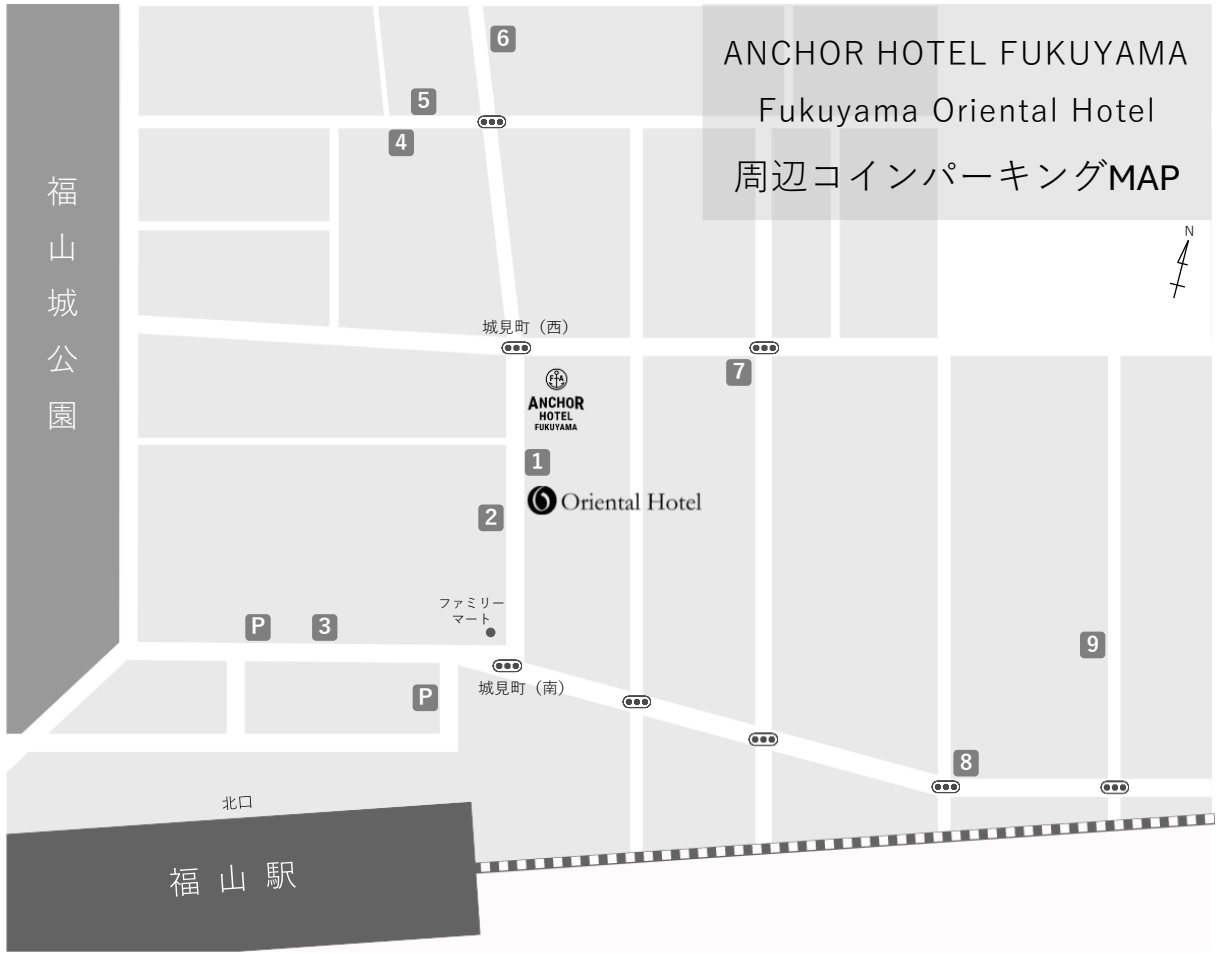 ANCHOR HOTEL FUKUYAMA
Fukuyama Oriental Hotel
周辺コインパーキングMAP
N
6
5
4
福山城公園
城見町（西）
7
FTA
ANCHOR
HOTEL
FUKUYAMA
1
Oriental Hotel
2
ファミリー
マート
P
3
9
城見町（南）
P
8
北口
福山駅